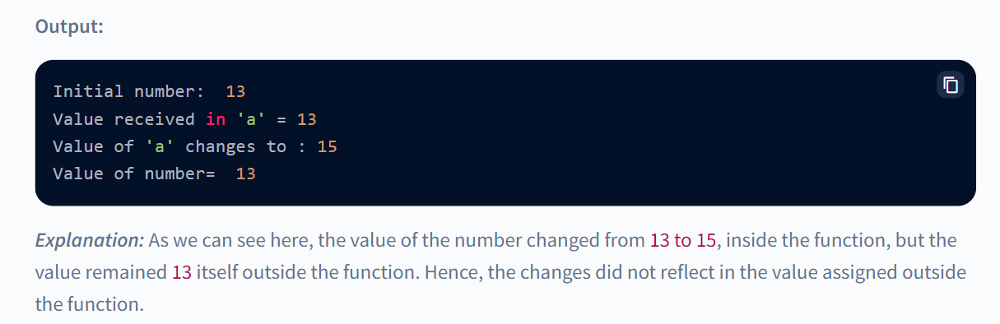 Output:
Initial number:  13
Value received in 'a' = 13
Value of 'a' changes to : 15
Value of number=  13
Explanation: As we can see here, the value of the number changed from 13 to 15, inside the function, but the
value remained 13 itself outside the function. Hence, the changes did not reflect in the value assigned outside
the function.